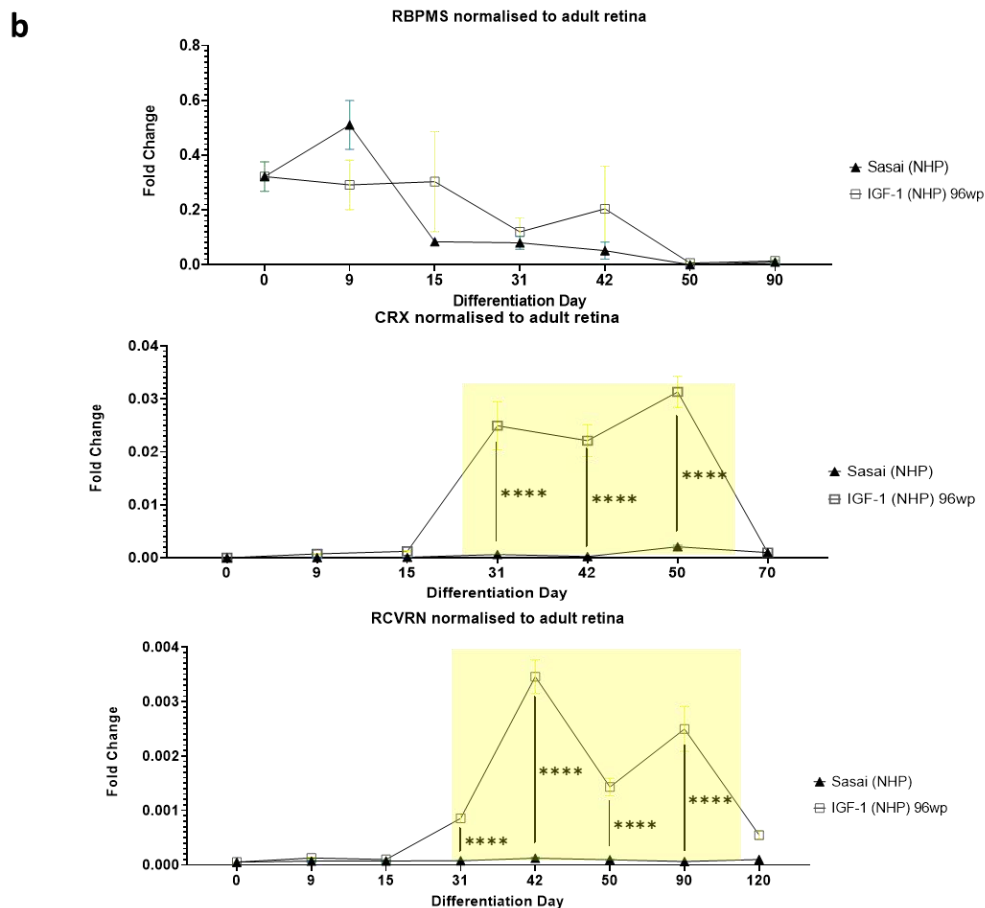 b
RBPMS normalised to adult retina
Fold Change
0.8
0.6
0.4
0.2
0.0
0 9 15 31 42 50 90
Differentiation Day
Sasai (NHP)
IGF-1 (NHP) 96wp
CRX normalised to adult retina
Fold Change
0.04
0.03
0.02
0.01
0.00
**** **** ****
0 9 15 31 42 50 70
Differentiation Day
Sasai (NHP)
IGF-1 (NHP) 96wp
RCVRN normalised to adult retina
Fold Change
0.004
0.003
0.002
0.001
0.000
**** **** **** ****
0 9 15 31 42 50 90 120
Differentiation Day
Sasai (NHP)
IGF-1 (NHP) 96wp